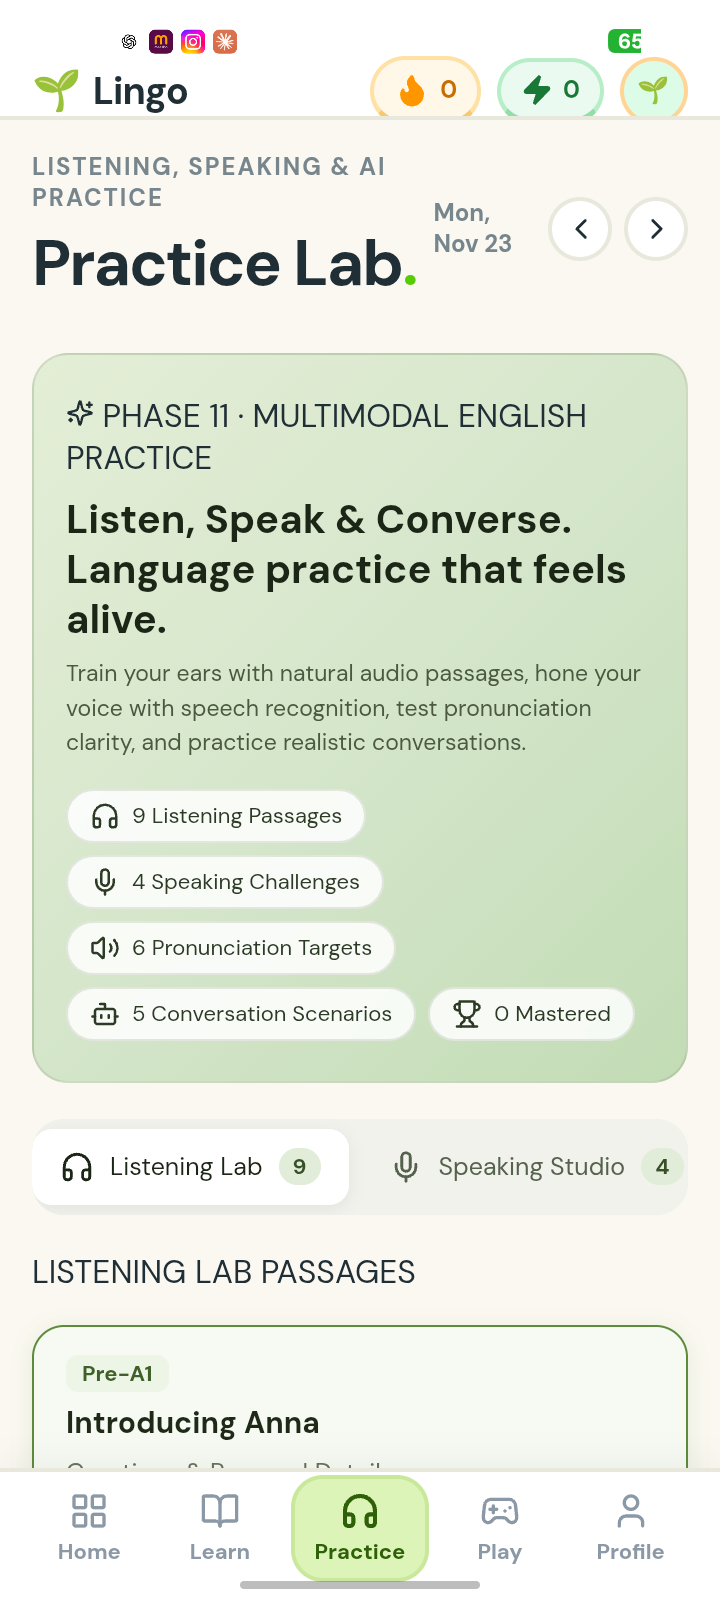 65
Lingo
0
0
LISTENING, SPEAKING & AI
PRACTICE
Practice Lab.
Mon,
Nov 23
PHASE 11 · MULTIMODAL ENGLISH
PRACTICE
Listen, Speak & Converse.
Language practice that feels
alive.
Train your ears with natural audio passages, hone your
voice with speech recognition, test pronunciation
clarity, and practice realistic conversations.
9 Listening Passages
4 Speaking Challenges
6 Pronunciation Targets
5 Conversation Scenarios
0 Mastered
Listening Lab 9
Speaking Studio 4
LISTENING LAB PASSAGES
Pre-A1
Introducing Anna
Home
Learn
Practice
Play
Profile